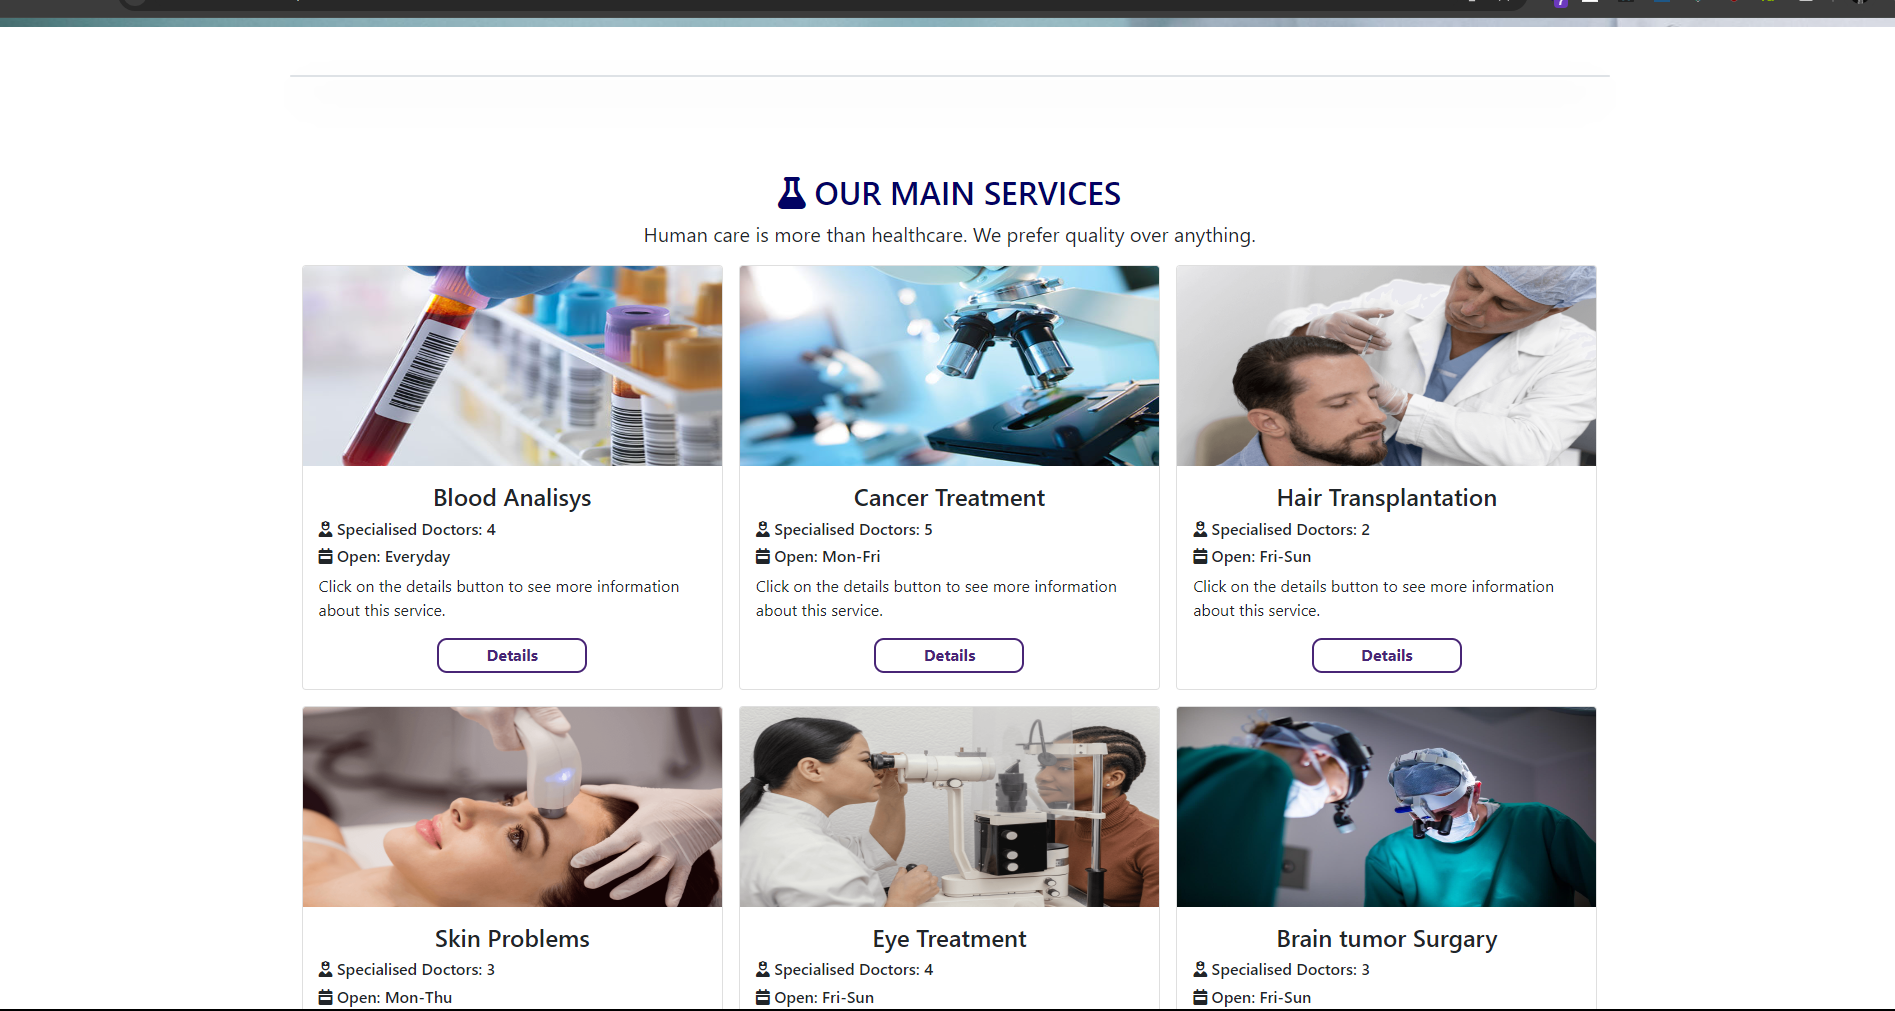 OUR MAIN SERVICES
Human care is more than healthcare. We prefer quality over anything.
Blood Analisys
Specialised Doctors: 4
Open: Everyday
Click on the details button to see more information
about this service.
Details
Cancer Treatment
Specialised Doctors: 5
Open: Mon-Fri
Click on the details button to see more information
about this service.
Details
Hair Transplantation
Specialised Doctors: 2
Open: Fri-Sun
Click on the details button to see more information
about this service.
Details
Skin Problems
Specialised Doctors: 3
Open: Mon-Thu
Eye Treatment
Specialised Doctors: 4
Open: Fri-Sun
Brain tumor Surgary
Specialised Doctors: 3
Open: Fri-Sun